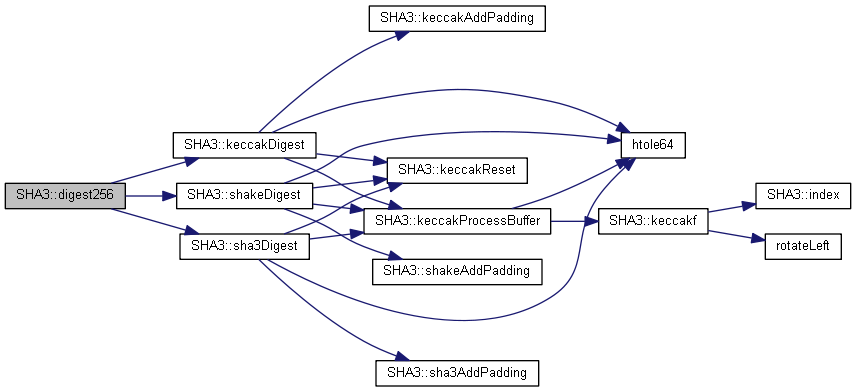 SHA3::keccakAddPadding
SHA3::keccakDigest
htole64
SHA3::keccakReset
SHA3::digest256
SHA3::shakeDigest
SHA3::index
SHA3::keccakProcessBuffer
SHA3::keccakf
SHA3::sha3Digest
rotateLeft
SHA3::shakeAddPadding
SHA3::sha3AddPadding